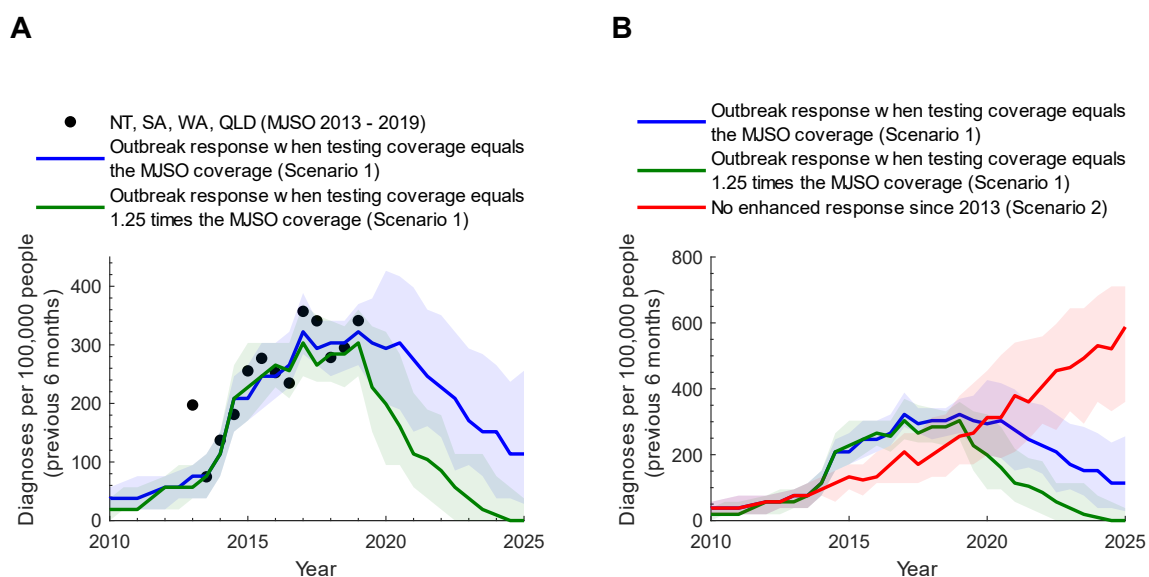 A
NT, SA, WA, QLD (MJSO 2013 - 2019)
Outbreak response w hen testing coverage equals
the MJSO coverage (Scenario 1)
Outbreak response w hen testing coverage equals
1.25 times the MJSO coverage (Scenario 1)
Diagnoses per 100,000 people
(previous 6 months)
400
300
200
100
0
2010
2015
2020
2025
Year
B
Outbreak response w hen testing coverage equals
the MJSO coverage (Scenario 1)
Outbreak response w hen testing coverage equals
1.25 times the MJSO coverage (Scenario 1)
No enhanced response since 2013 (Scenario 2)
Diagnoses per 100,000 people
(previous 6 months)
800
600
400
200
0
2010
2015
2020
2025
Year